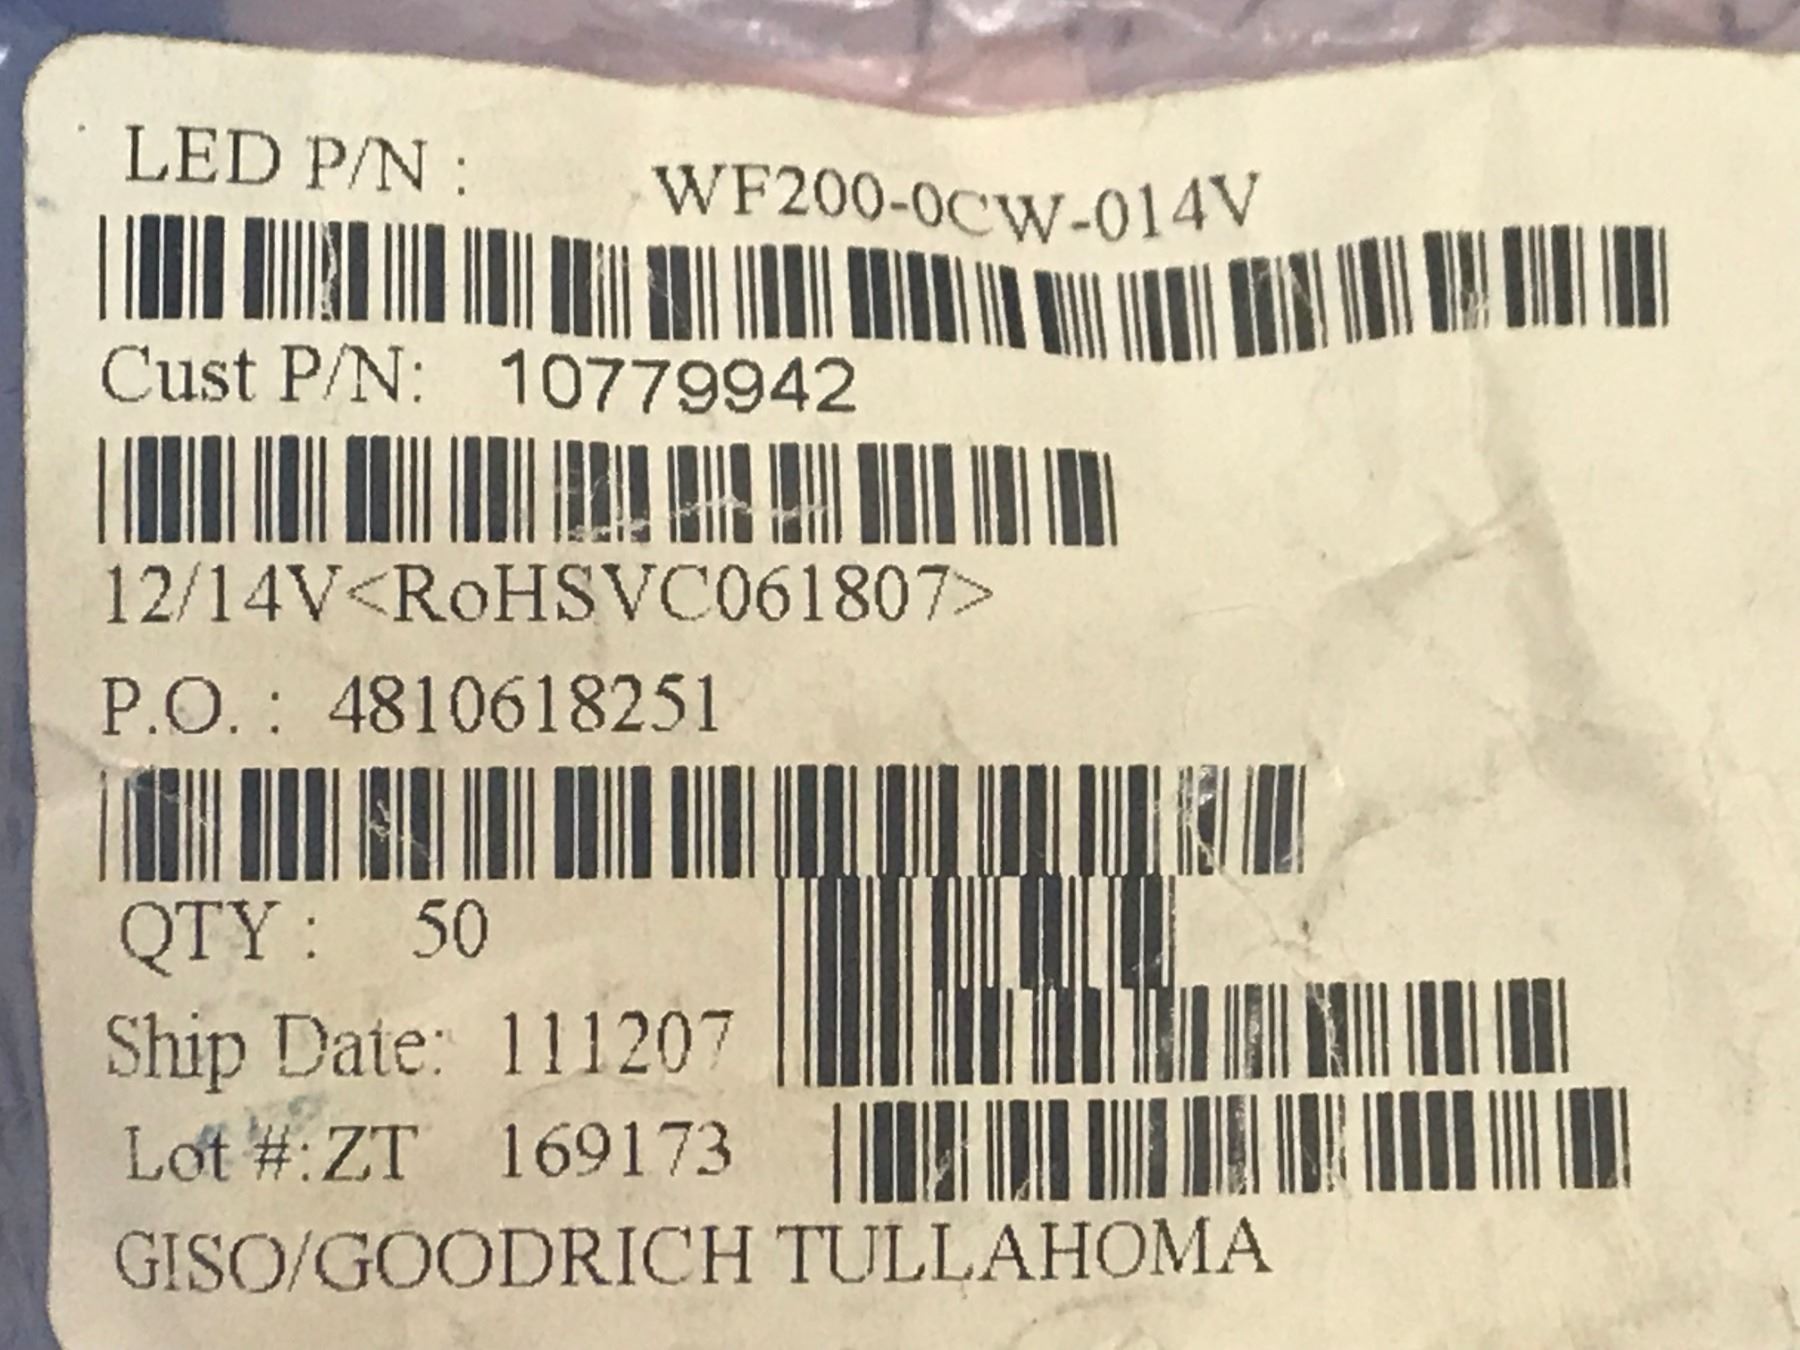 LED P/N : WF200-0CW-014V
Cust P/N: 10779942
12/14V<RoHSVC061807>
P.O. : 4810618251
QTY : 50
Ship Date: 111207
Lot #:ZT 169173
GISO/GOODRICH TULLAHOMA